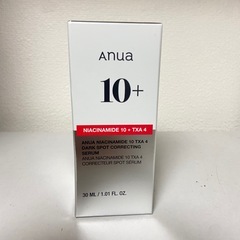 Anua
10+
NIACINAMIDE 10 + TXA 4
ANUA NIACINAMIDE 10 TXA 4
DARK SPOT CORRECTING
SERUM
ANUA NIACINAMIDE 10 TXA 4
CORRECTEUR SPOT SERUM
30 ML / 1.01 FL. OZ.